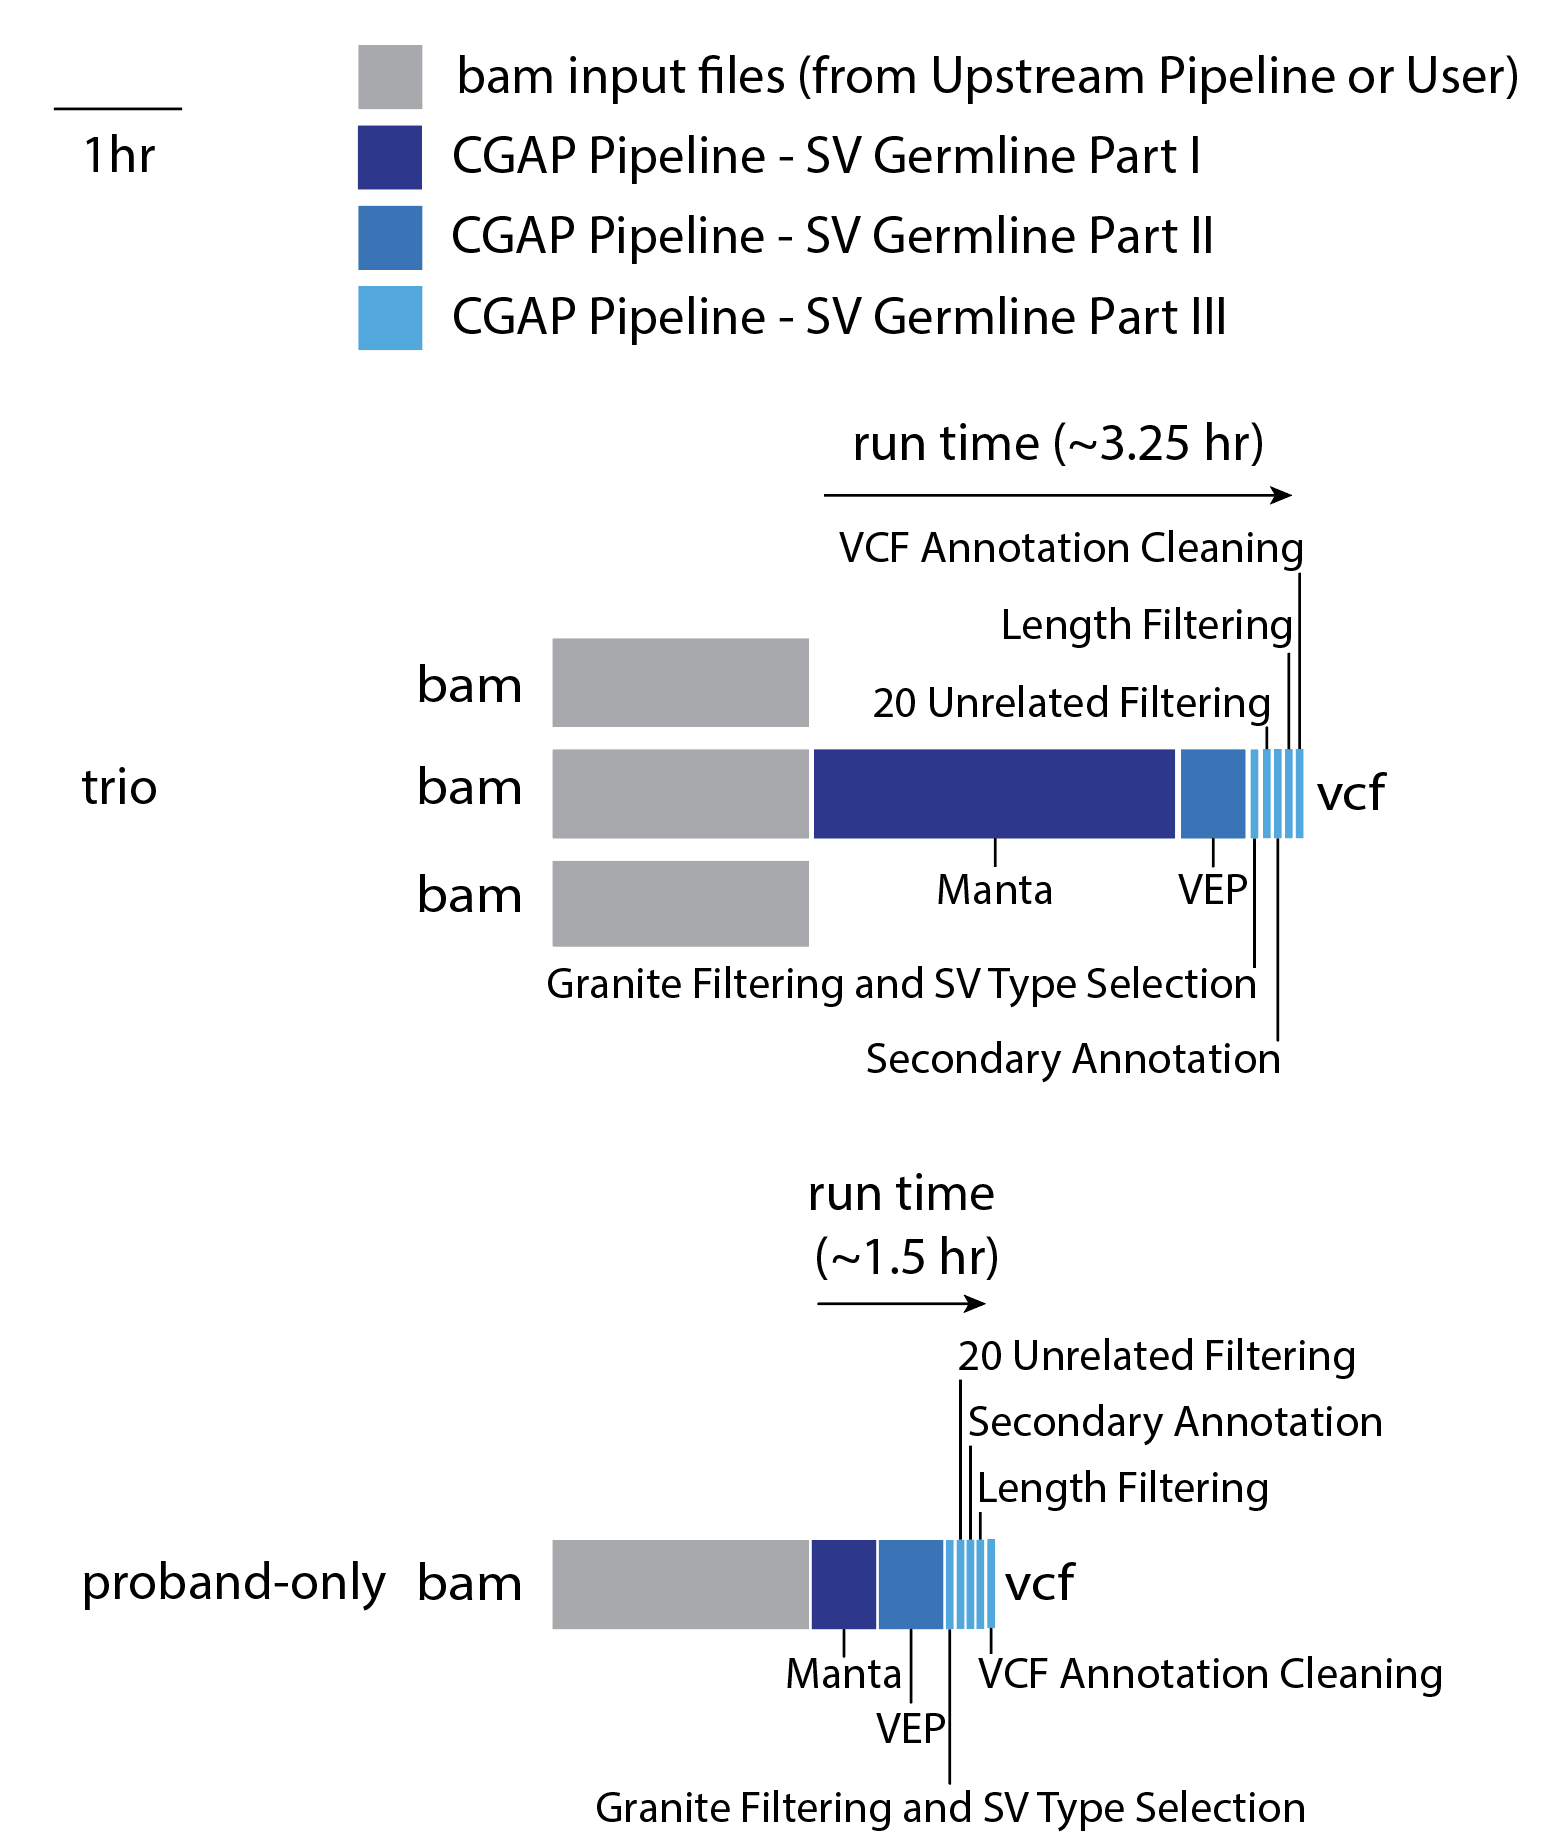 bam input files (from Upstream Pipeline or User)
1hr
CGAP Pipeline - SV Germline Part I
CGAP Pipeline - SV Germline Part II
CGAP Pipeline - SV Germline Part III
run time (~3.25 hr)
VCF Annotation Cleaning
Length Filtering
bam
20 Unrelated Filtering
trio
bam
vcf
bam
Manta
VEP
Granite Filtering and SV Type Selection
Secondary Annotation
run time
(~1.5 hr)
20 Unrelated Filtering
Secondary Annotation
Length Filtering
proband-only
bam
vcf
Manta
VCF Annotation Cleaning
VEP
Granite Filtering and SV Type Selection